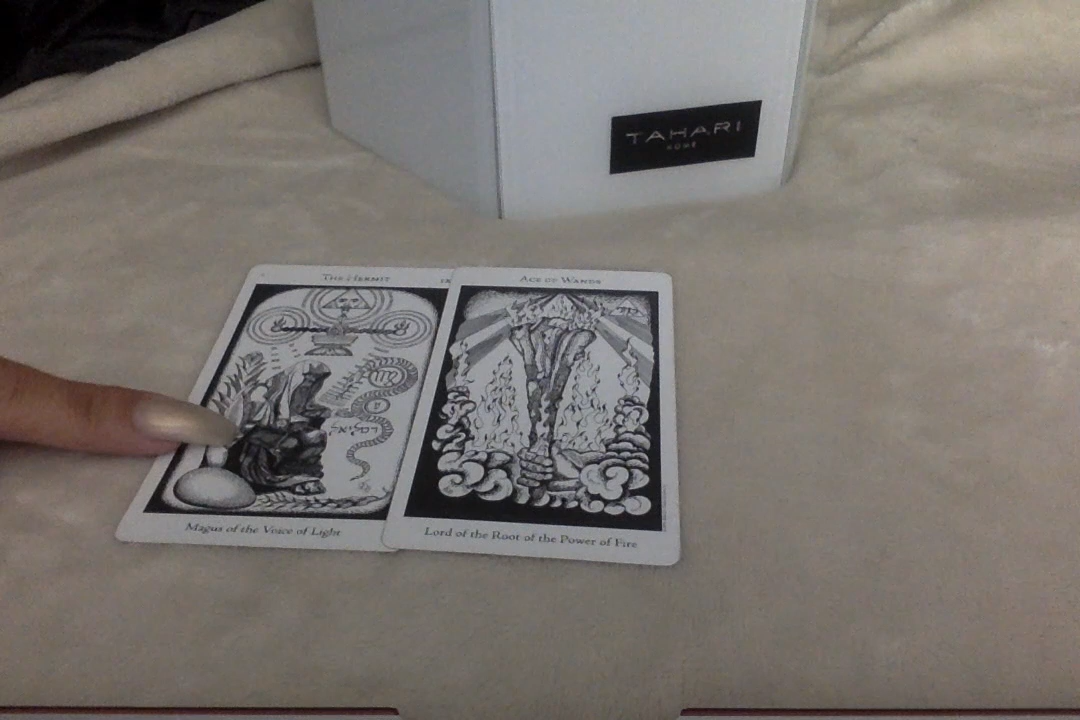 TAHARI
HOME
THE HERMIT
ACE OF WANDS
Magus of the Voice of Light
Lord of the Root of the Power of Fire